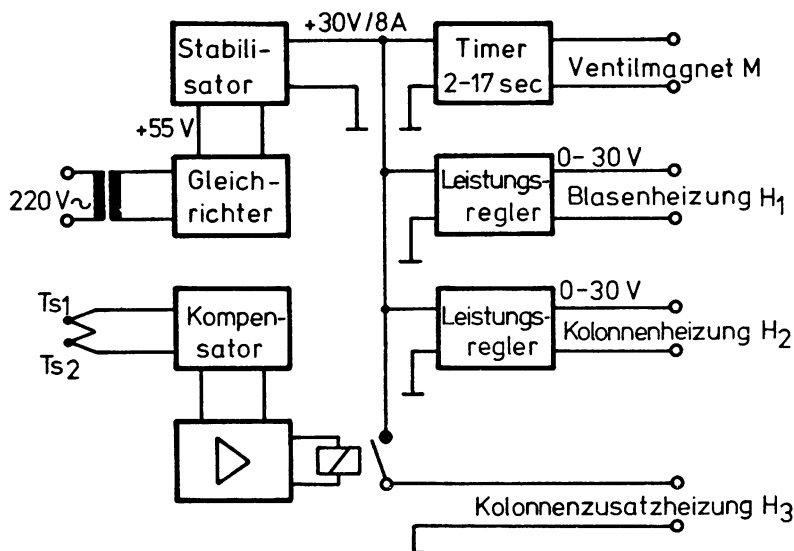 +30V/8A
Stabili-
sator
Timer
2-17 sec
Ventilmagnet M
+55 V
220 V~
Gleich-
richter
Leistungs-
regler
0-30 V
Blasenheizung H₁
Ts1
Ts2
Kompen-
sator
Leistungs-
regler
0-30 V
Kolonnenheizung H₂
Kolonnenzusatzheizung H₃